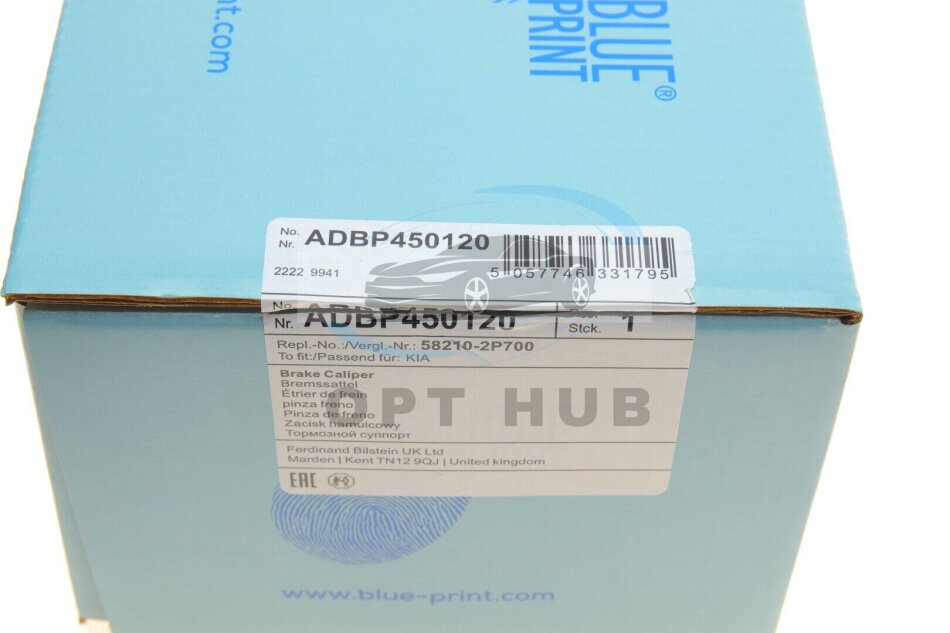 -print.com
BLUE
PRINT®
No.
Nr. ADBP450120
2222 9941
5 057746 331795
No.
Nr. ADBP450120
Stck. 1
Repl.-No.:/Vergl.-Nr.: 58210-2P700
To fit:/Passend für: KIA
Brake Caliper
Bremssattel
Étrier de frein
pinza freno
Pinza de freno
Zacisk hamulcowy
Тормозной суппорт
Ferdinand Bilstein UK Ltd
Marden | Kent TN12 9QJ | United kingdom
EAC
OPT HUB
www.blue-print.com